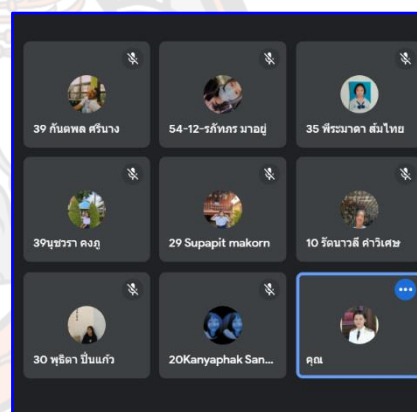 39 กันตพล ศรีนาง
54-12-รภัทภร มาอยู่
35 พีระมาดา ส้มไทย
39นุชวรา คงภู
29 Supapit makorn
10 รัตนาวลี คำวิเศษ
30 พุธิตา ปิ่นแก้ว
20Kanyaphak San...
คุณ